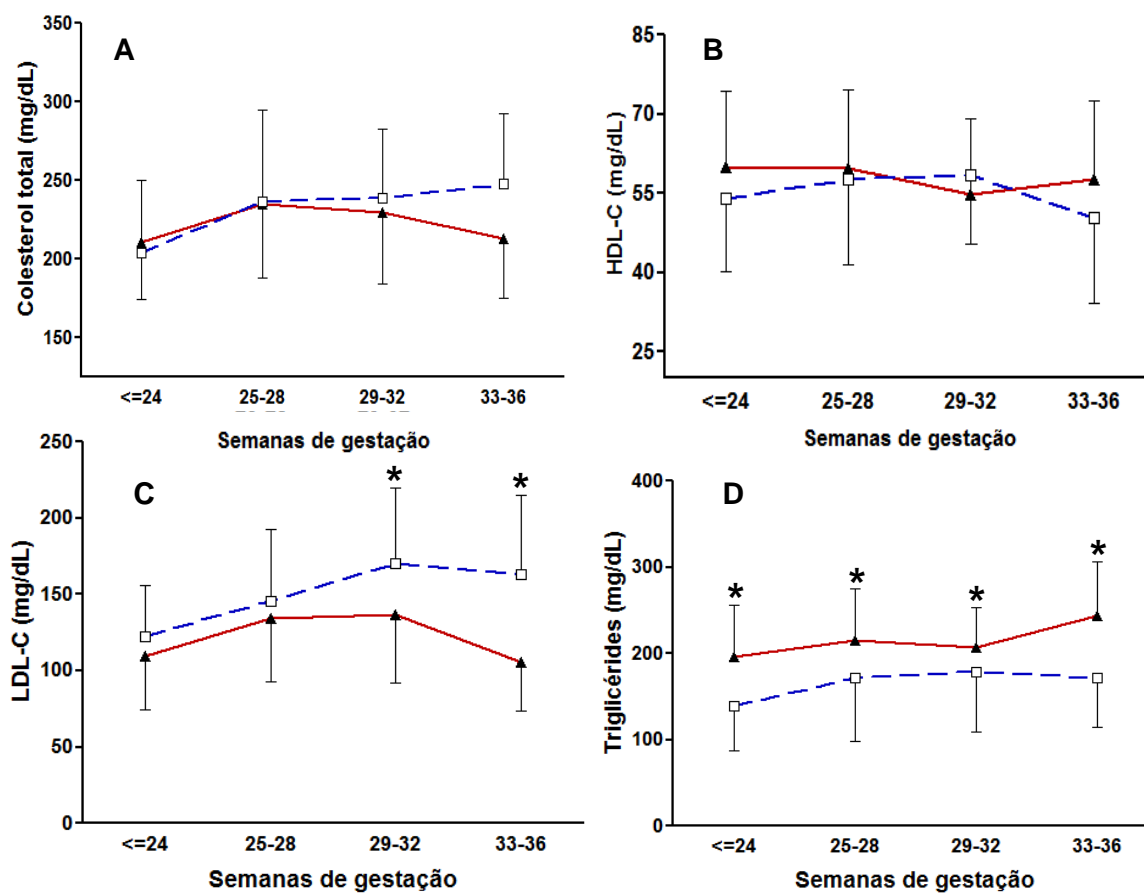 A
Colesterol total (mg/dL)
350
300
250
200
150
<=24 25-28 29-32 33-36
Semanas de gestação
B
HDL-C (mg/dL)
85
70
55
40
25
<=24 25-28 29-32 33-36
Semanas de gestação
C
LDL-C (mg/dL)
250
200
150
100
50
0
* *
<=24 25-28 29-32 33-36
Semanas de gestação
D
Triglicérides (mg/dL)
400
300
200
100
0
* * * *
<=24 25-28 29-32 33-36
Semanas de gestação